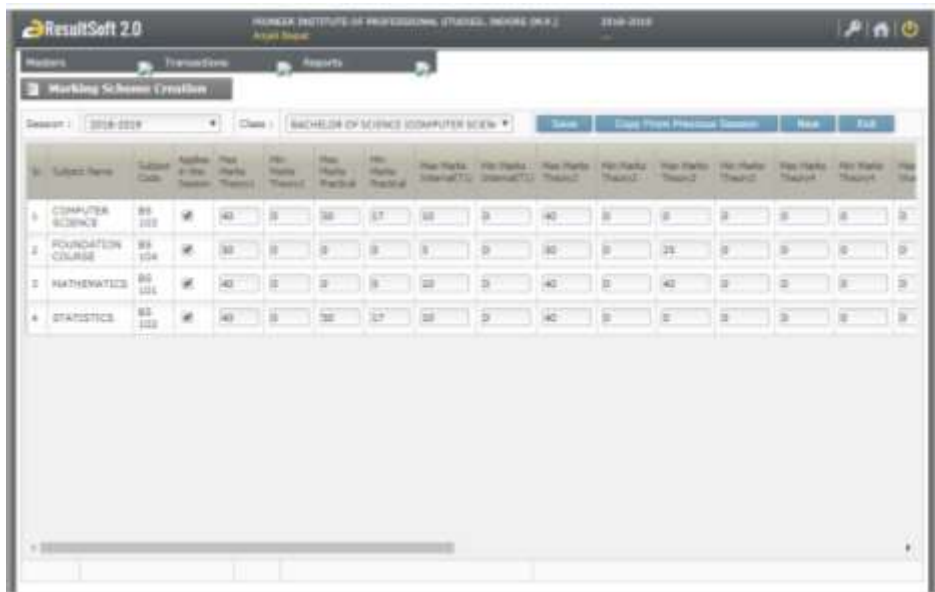 ResultSoft 2.0
PIONEER INSTITUTE OF PROFESSIONAL STUDIES, INDORE (M.P.)
2018-2019
Masters Transactions Reports
Marking Scheme Creation
Session : 2018-2019 Class : BACHELOR OF SCIENCE (COMPUTER SCIEN Save Copy From Previous Session New Exit
Subject Name Subject Code Max Marks Theory1 Min Marks Theory1 Max Marks Practical Min Marks Practical Max Marks Internal(T1) Min Marks Internal(T1) Max Marks Theory2 Min Marks Theory2 Max Marks Theory3 Min Marks Theory3 Max Marks Theory4 Min Marks Theory4
COMPUTER SCIENCE BS 40 0 50 17 10 0 40 0 0 0 0 0 0
2 FOUNDATION COURSE BS 104 0 0 0 5 0 0 25 0 0 0 0
3 MATHEMATICS BS 101 40 0 0 0 10 0 40 0 40 0 0 0 0
4 STATISTICS BS 40 0 50 17 10 0 40 0 0 0 0 0 0